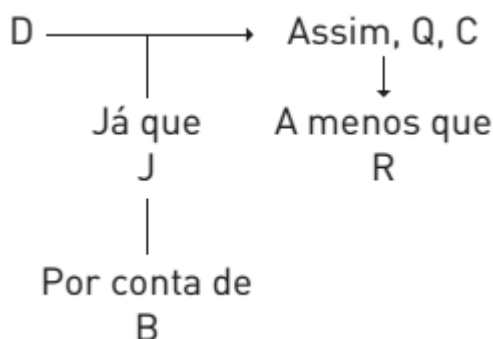 D Assim, Q, C
Já que A menos que
J R
Por conta de
B